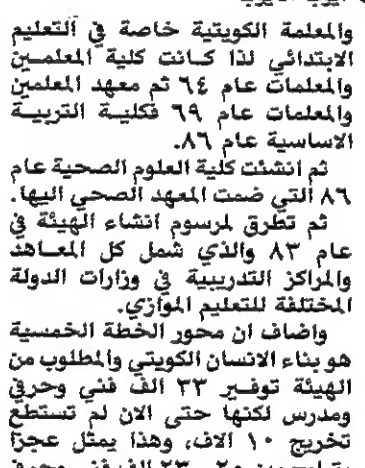 والمعلمة الكويتية خاصة في التعليم
الابتدائي لذا كانت كلية المعلمين
والمعلمات عام ٦٤ ثم معهد المعلمين
والمعلمات عام ٦٩ فكلية التربية
الاساسية عام ٨٦.
ثم انشئت كلية العلوم الصحية عام
٨٦ التي ضمت المعهد الصحي اليها.
ثم تطرق لمرسوم انشاء الهيئة في
عام ٨٣ والذي شمل كل المعاهد
والمراكز التدريبية في وزارات الدولة
المختلفة للتعليم الموازي.
واضاف ان محور الخطة الخمسية
هو بناء الانسان الكويتي والمطلوب من
الهيئة توفير ٣٣ الف فني وحرفي
ومدرس لكنها حتى الان لم تستطع
تخريج ١٠ الاف، وهذا يمثل عجزا